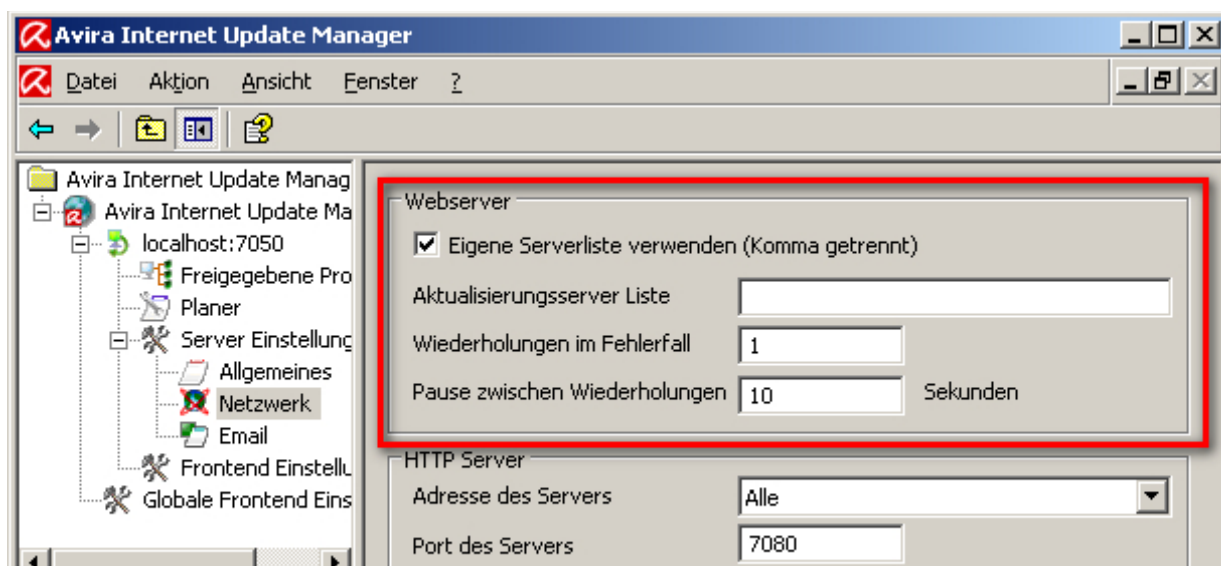 Avira Internet Update Manager
Datei Aktion Ansicht Fenster ?
Avira Internet Update Manag
Avira Internet Update Ma
localhost:7050
Freigegebene Pro
Planer
Server Einstellung
Allgemeines
Netzwerk
Email
Frontend Einstellu
Globale Frontend Eins
Webserver
Eigene Serverliste verwenden (Komma getrennt)
Aktualisierungsserver Liste
Wiederholungen im Fehlerfall 1
Pause zwischen Wiederholungen 10 Sekunden
HTTP Server
Adresse des Servers Alle
Port des Servers 7080